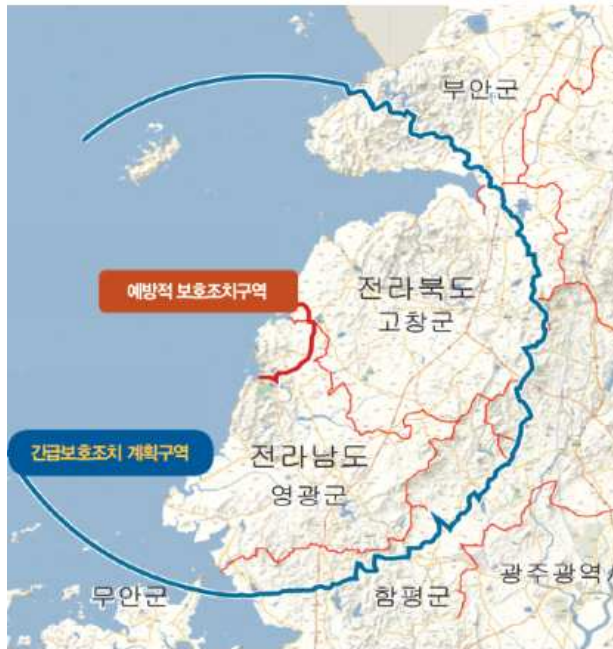 부안군
예방적 보호조치구역
전라북도
고창군
긴급보호조치 계획구역
전라남도
영광군
무안군
함평군
광주광역시